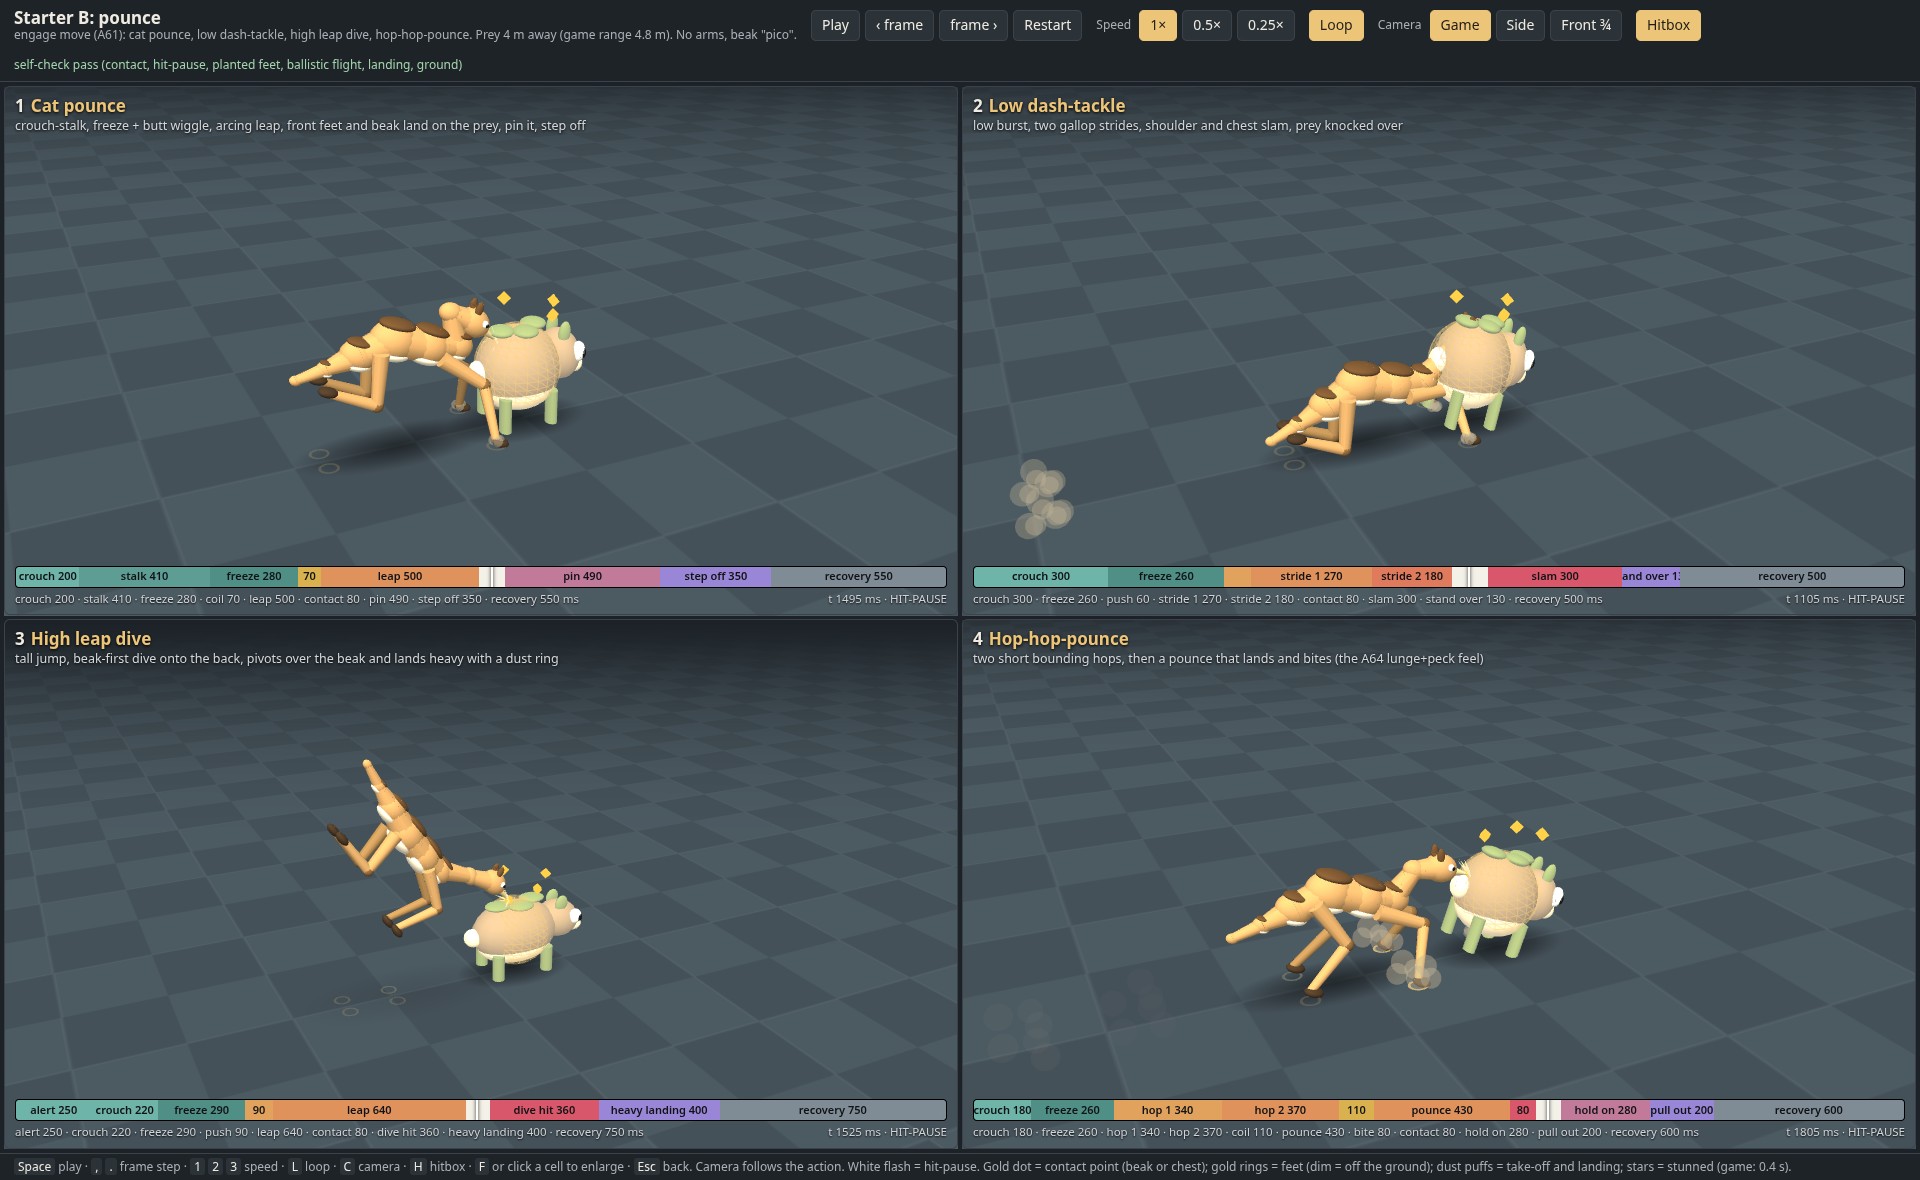 Starter B: pounce
engage move (A61): cat pounce, low dash-tackle, high leap dive, hop-hop-pounce. Prey 4 m away (game range 4.8 m). No arms, beak "pico".
Play ‹ frame frame › Restart Speed 1× 0.5× 0.25× Loop Camera Game Side Front ¾ Hitbox
self-check pass (contact, hit-pause, planted feet, ballistic flight, landing, ground)
1 Cat pounce
crouch-stalk, freeze + butt wiggle, arcing leap, front feet and beak land on the prey, pin it, step off
crouch 200 stalk 410 freeze 280 70 leap 500 pin 490 step off 350 recovery 550
crouch 200 · stalk 410 · freeze 280 · coil 70 · leap 500 · contact 80 · pin 490 · step off 350 · recovery 550 ms t 1495 ms · HIT-PAUSE
2 Low dash-tackle
low burst, two gallop strides, shoulder and chest slam, prey knocked over
crouch 300 freeze 260 stride 1 270 stride 2 180 slam 300 and over 13 recovery 500
crouch 300 · freeze 260 · push 60 · stride 1 270 · stride 2 180 · contact 80 · slam 300 · stand over 130 · recovery 500 ms t 1105 ms · HIT-PAUSE
3 High leap dive
tall jump, beak-first dive onto the back, pivots over the beak and lands heavy with a dust ring
alert 250 crouch 220 freeze 290 90 leap 640 dive hit 360 heavy landing 400 recovery 750
alert 250 · crouch 220 · freeze 290 · push 90 · leap 640 · contact 80 · dive hit 360 · heavy landing 400 · recovery 750 ms t 1525 ms · HIT-PAUSE
4 Hop-hop-pounce
two short bounding hops, then a pounce that lands and bites (the A64 lunge+peck feel)
crouch 180 freeze 260 hop 1 340 hop 2 370 110 pounce 430 80 hold on 280 pull out 200 recovery 600
crouch 180 · freeze 260 · hop 1 340 · hop 2 370 · coil 110 · pounce 430 · bite 80 · contact 80 · hold on 280 · pull out 200 · recovery 600 ms t 1805 ms · HIT-PAUSE
Space play · , . frame step · 1 2 3 speed · L loop · C camera · H hitbox · F or click a cell to enlarge · Esc back. Camera follows the action. White flash = hit-pause. Gold dot = contact point (beak or chest); gold rings = feet (dim = off the ground); dust puffs = take-off and landing; stars = stunned (game: 0.4 s).